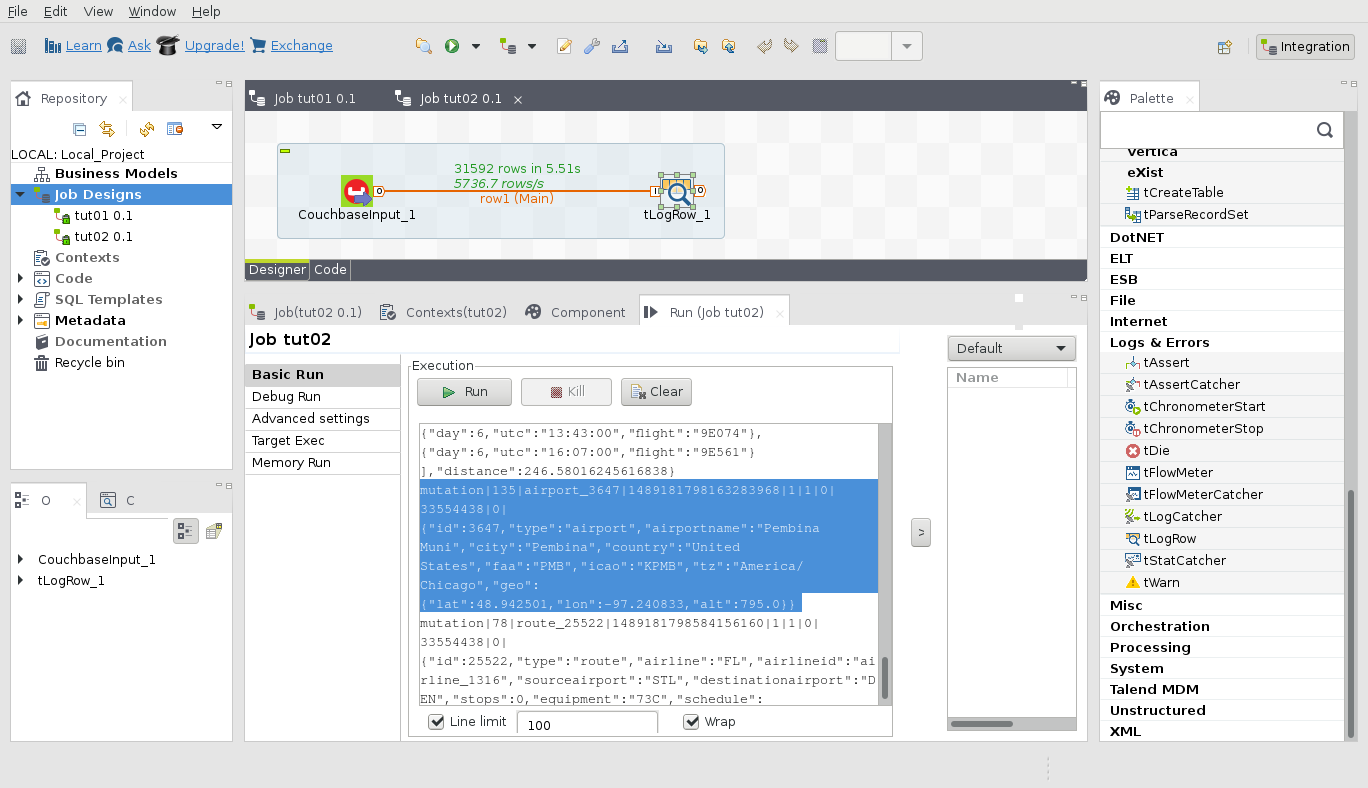 File Edit View Window Help
Learn Ask Upgrade! Exchange Integration
Repository
LOCAL: Local_Project
Business Models
Job Designs
tut01 0.1
tut02 0.1
Contexts
Code
SQL Templates
Metadata
Documentation
Recycle bin
O C
CouchbaseInput_1
tLogRow_1
Job tut01 0.1 Job tut02 0.1
31592 rows in 5.51s
5736.7 rows/s
row1 (Main)
CouchbaseInput_1 tLogRow_1
Designer Code
Job(tut02 0.1) Contexts(tut02) Component Run (Job tut02)
Job tut02
Basic Run
Debug Run
Advanced settings
Target Exec
Memory Run
Execution
Run Kill Clear
{"day":6,"utc":"13:43:00","flight":"9E074"},
{"day":6,"utc":"16:07:00","flight":"9E561"}
],"distance":246.58016245616838}
mutation|135|airport_3647|1489181798163283968|1|1|0|
33554438|0|
{"id":3647,"type":"airport","airportname":"Pembina
Muni","city":"Pembina","country":"United
States","faa":"PMB","icao":"KPMB","tz":"America/
Chicago","geo":
{"lat":48.942501,"lon":-97.240833,"alt":795.0}}
mutation|78|route_25522|1489181798584156160|1|1|0|
33554438|0|
{"id":25522,"type":"route","airline":"FL","airlineid":"ai
rline_1316","sourceairport":"STL","destinationairport":"D
EN","stops":0,"equipment":"73C","schedule":
Line limit 100 Wrap
>
Default
Name
Palette
Vertica
eXist
tCreateTable
tParseRecordSet
DotNET
ELT
ESB
File
Internet
Logs & Errors
tAssert
tAssertCatcher
tChronometerStart
tChronometerStop
tDie
tFlowMeter
tFlowMeterCatcher
tLogCatcher
tLogRow
tStatCatcher
tWarn
Misc
Orchestration
Processing
System
Talend MDM
Unstructured
XML